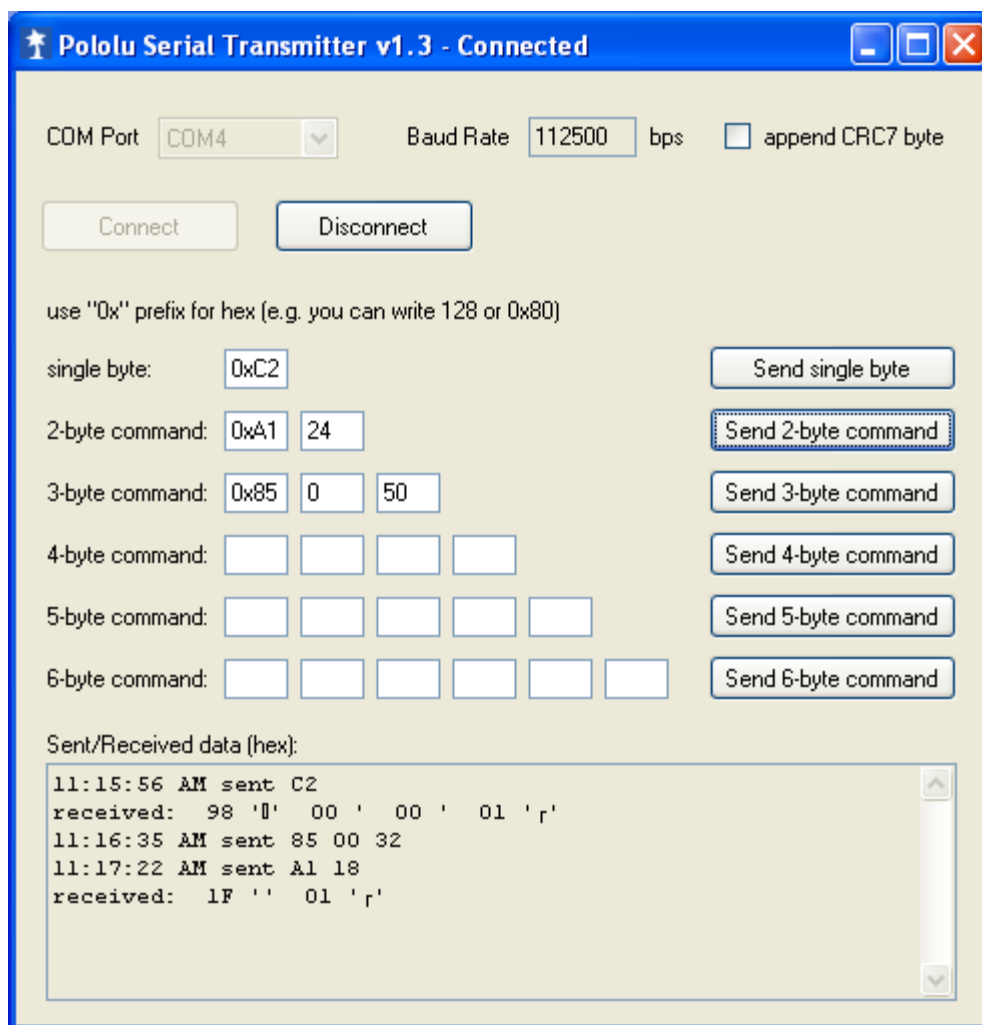 Pololu Serial Transmitter v1.3 - Connected
COM Port COM4 Baud Rate 112500 bps append CRC7 byte
Connect Disconnect
use "0x" prefix for hex (e.g. you can write 128 or 0x80)
single byte: 0xC2 Send single byte
2-byte command: 0xA1 24 Send 2-byte command
3-byte command: 0x85 0 50 Send 3-byte command
4-byte command: Send 4-byte command
5-byte command: Send 5-byte command
6-byte command: Send 6-byte command
Sent/Received data (hex):
11:15:56 AM sent C2
received: 98 '▯' 00 ' 00 ' 01 '┌'
11:16:35 AM sent 85 00 32
11:17:22 AM sent A1 18
received: 1F '' 01 '┌'